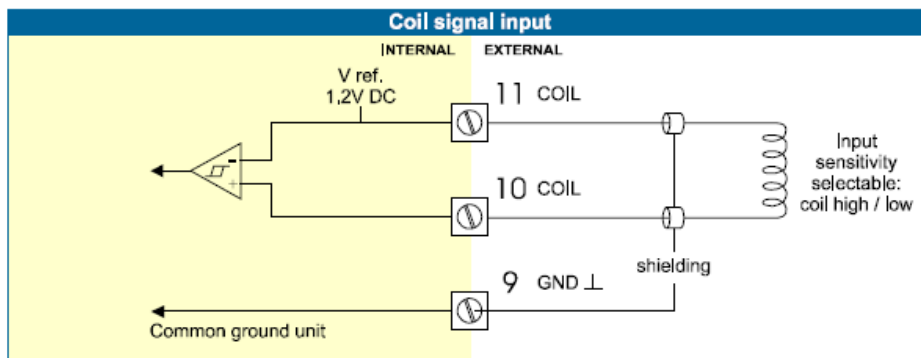 Coil signal input
INTERNAL EXTERNAL
V ref.
1,2V DC
11 COIL
- 
+
10 COIL
Input
sensitivity
selectable:
coil high / low
shielding
9 GND ⊥
Common ground unit